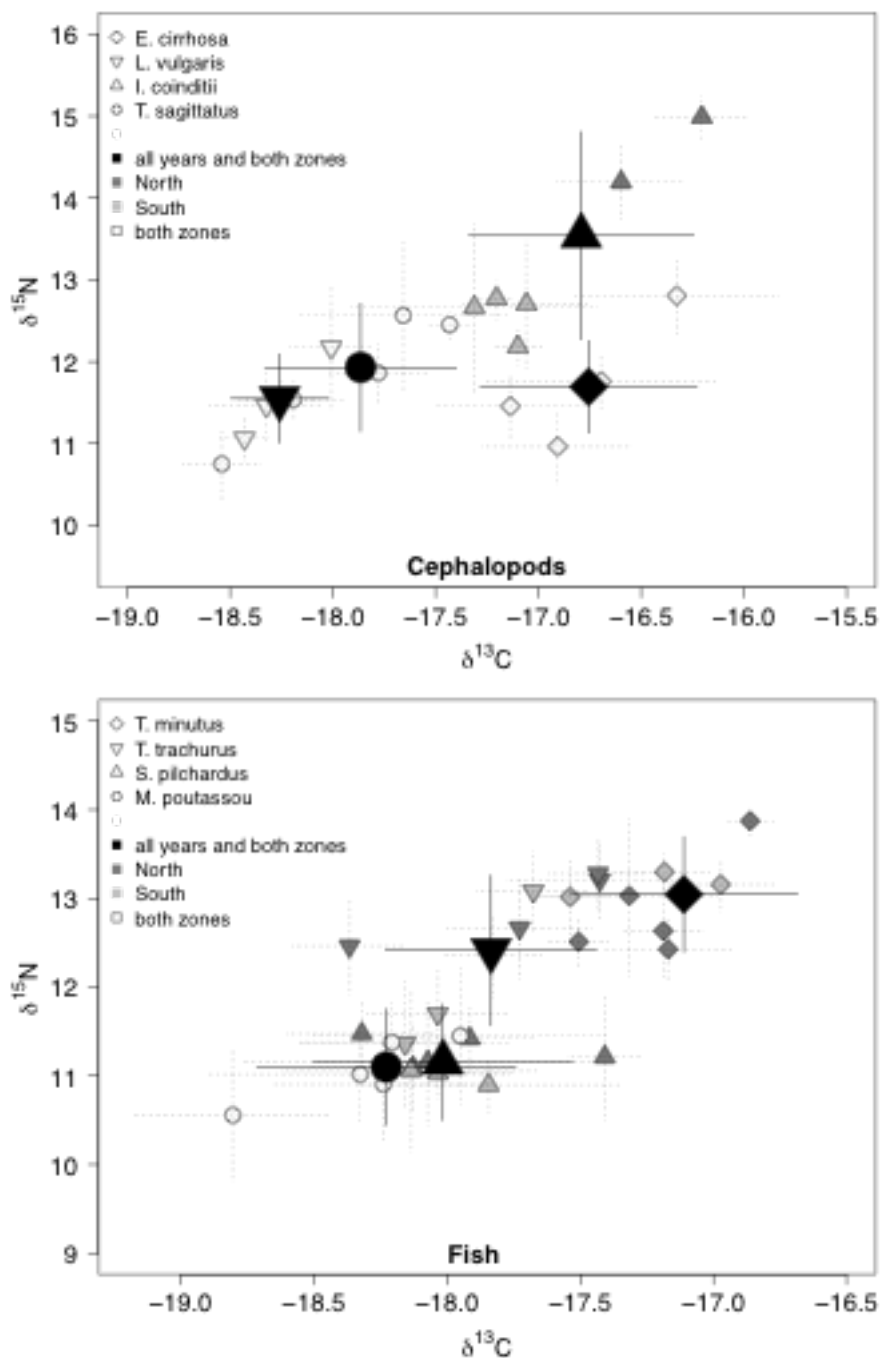 16
15
14
13
12
11
10
δ15N
E. cirrhosa
L. vulgaris
I. coinditii
T. sagittatus
all years and both zones
North
South
both zones
Cephalopods
−19.0 −18.5 −18.0 −17.5 −17.0 −16.5 −16.0 −15.5
δ13C
15
14
13
12
11
10
9
δ15N
T. minutus
T. trachurus
S. pilchardus
M. poutassou
all years and both zones
North
South
both zones
Fish
−19.0 −18.5 −18.0 −17.5 −17.0 −16.5
δ13C